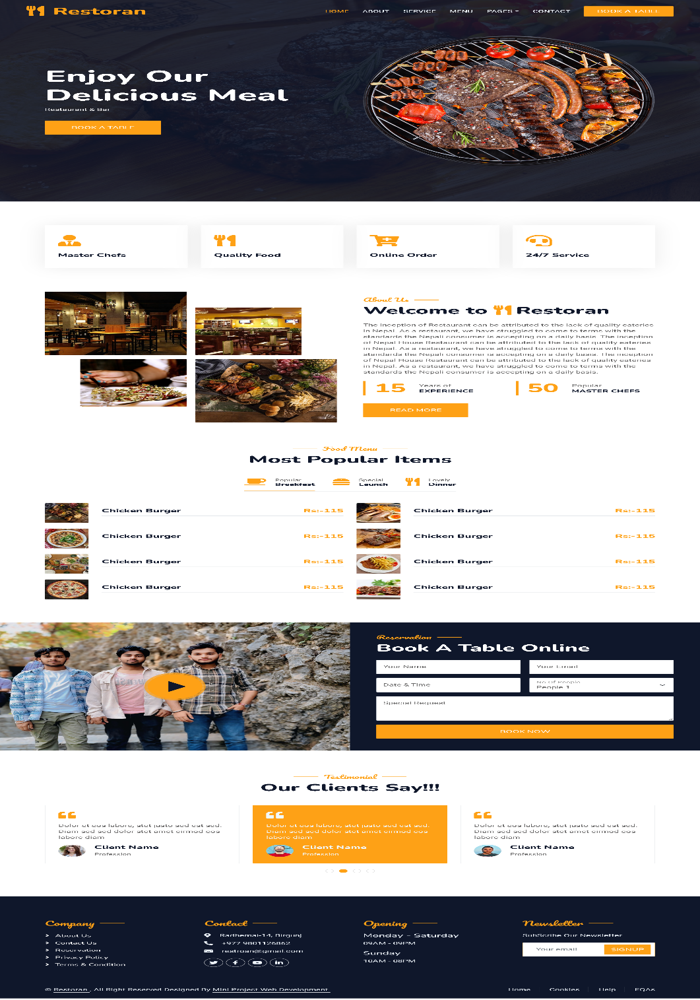 Restoran
HOME ABOUT SERVICE MENU PAGES CONTACT BOOK A TABLE
Enjoy Our
Delicious Meal
Restaurant & Bar
BOOK A TABLE
Master Chefs
Quality Food
Online Order
24/7 Service
About Us
Welcome to Restoran
The Inception of Restaurant can be attributed to the lack of quality eateries
in Nepal. As a restaurant, we have struggled to come to terms with the
standards the Nepali consumer is accepting on a daily basis. The inception
of Nepal House Restaurant can be attributed to the lack of quality eateries
in Nepal. As a restaurant, we have struggled to come to terms with the
standards the Nepali consumer is accepting on a daily basis. The inception
of Nepal House Restaurant can be attributed to the lack of quality eateries
in Nepal. As a restaurant, we have struggled to come to terms with the
standards the Nepali consumer is accepting on a daily basis.
15 Years of EXPERIENCE
50 Popular MASTER CHEFS
READ MORE
Food Menu
Most Popular Items
Popular
Breakfast
Special
Launch
Lovely
Dinner
Chicken Burger Rs:-115
Chicken Burger Rs:-115
Chicken Burger Rs:-115
Chicken Burger Rs:-115
Chicken Burger Rs:-115
Chicken Burger Rs:-115
Chicken Burger Rs:-115
Chicken Burger Rs:-115
Reservation
Book A Table Online
Your Name
Your Email
Date & Time
No Of People
People 1
Special Request
BOOK NOW
Testimonial
Our Clients Say!!!
Dolor et eos labore, stet justo sed est sed.
Diam sed sed dolor stet amet eirmod eos
labore diam
Client Name
Profession
Dolor et eos labore, stet justo sed est sed.
Diam sed sed dolor stet amet eirmod eos
labore diam
Client Name
Profession
Dolor et eos labore, stet justo sed est sed.
Diam sed sed dolor stet amet eirmod eos
labore diam
Client Name
Profession
Company
About Us
Contact Us
Reservation
Privacy Policy
Terms & Condition
Contact
Radhemai-14, Birgunj
+977 9801126862
restroan@gmail.com
Opening
Monday - Saturday
09AM - 09PM
Sunday
10AM - 08PM
Newsletter
SubScribe Our Newsletter
Your email
SIGNUP
© Restoran , All Right Reserved Designed By Mini Project Web Development
Home Cookies Help FQAs